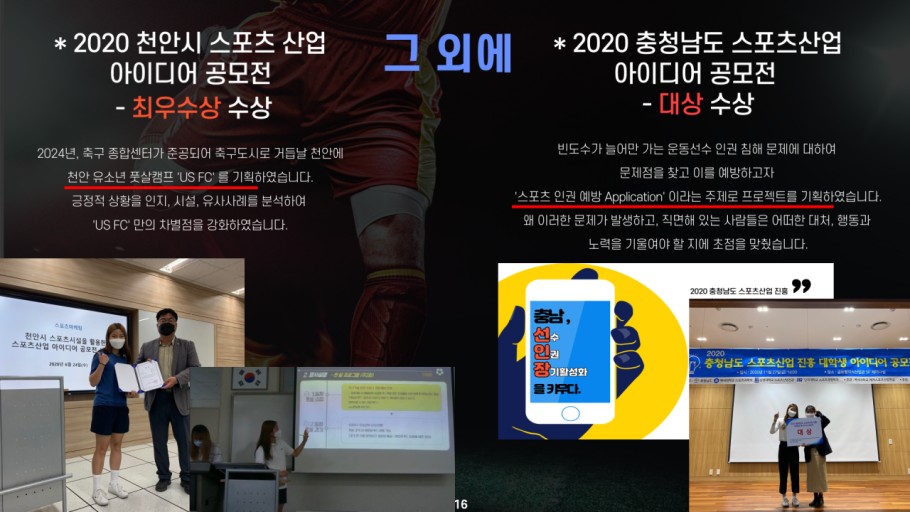 그 외에
* 2020 천안시 스포츠 산업
아이디어 공모전
- 최우수상 수상
2024년, 축구 종합센터가 준공되어 축구도시로 거듭날 천안에
천안 유소년 풋살캠프 'US FC' 를 기획하였습니다.
긍정적 상황을 인지, 시설, 유사사례를 분석하여
'US FC' 만의 차별점을 강화하였습니다.
* 2020 충청남도 스포츠산업
아이디어 공모전
- 대상 수상
빈도수가 늘어만 가는 운동선수 인권 침해 문제에 대하여
문제점을 찾고 이를 예방하고자
'스포츠 인권 예방 Application' 이라는 주제로 프로젝트를 기획하였습니다.
왜 이러한 문제가 발생하고, 직면해 있는 사람들은 어떠한 대처, 행동과
노력을 기울여야 할 지에 초점을 맞췄습니다.
스포츠마케팅
천안시 스포츠시설을 활용한
스포츠산업 아이디어 공모전
2020 충청남도 스포츠산업 진흥
충남,
선수
인권
장기활성화
을 키우다.
2020
충청남도 스포츠산업 진흥 대학생 아이디어 공모
대상
16